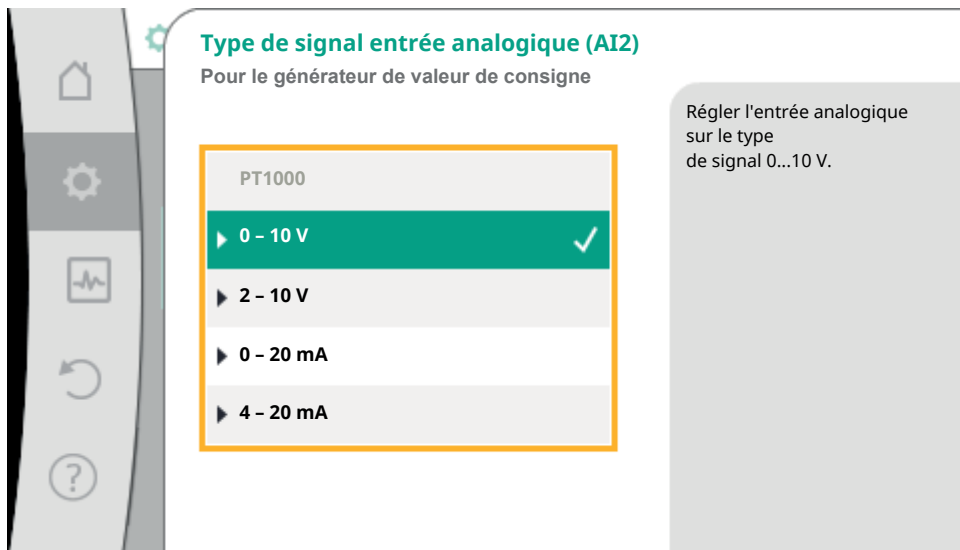 Type de signal entrée analogique (AI2)
Pour le générateur de valeur de consigne
PT1000
0 – 10 V
2 – 10 V
0 – 20 mA
4 – 20 mA
Régler l'entrée analogique
sur le type
de signal 0...10 V.
?